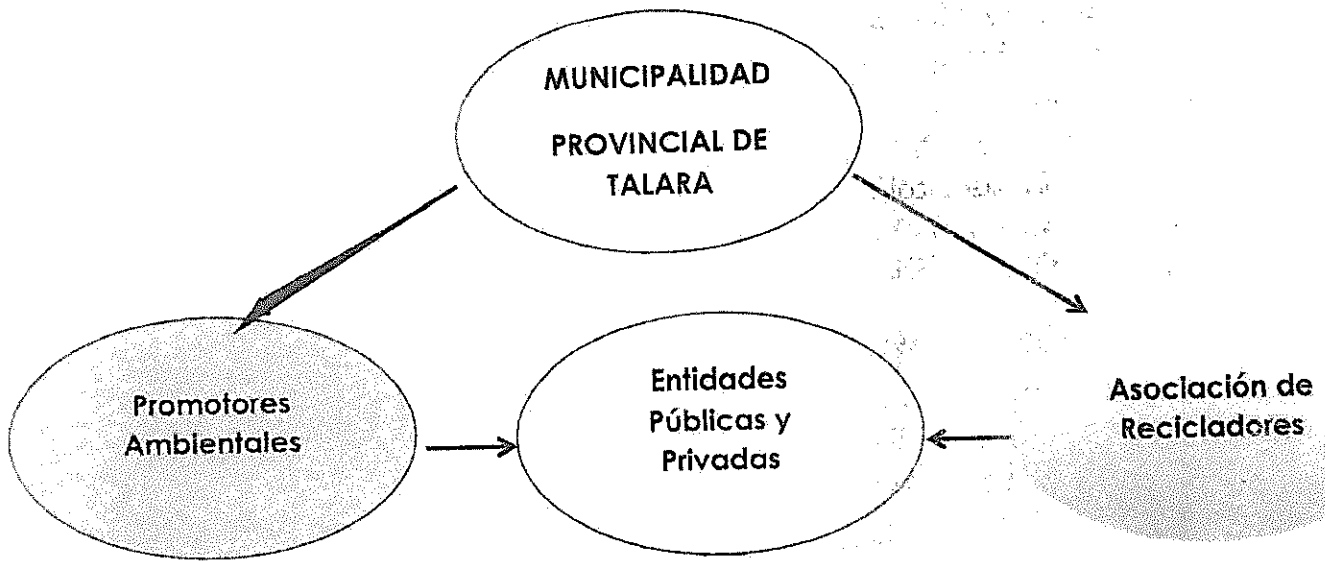 MUNICIPALIDAD
PROVINCIAL DE
TALARA
Promotores
Ambientales
Entidades
Públicas y
Privadas
Asociación de
Recicladores